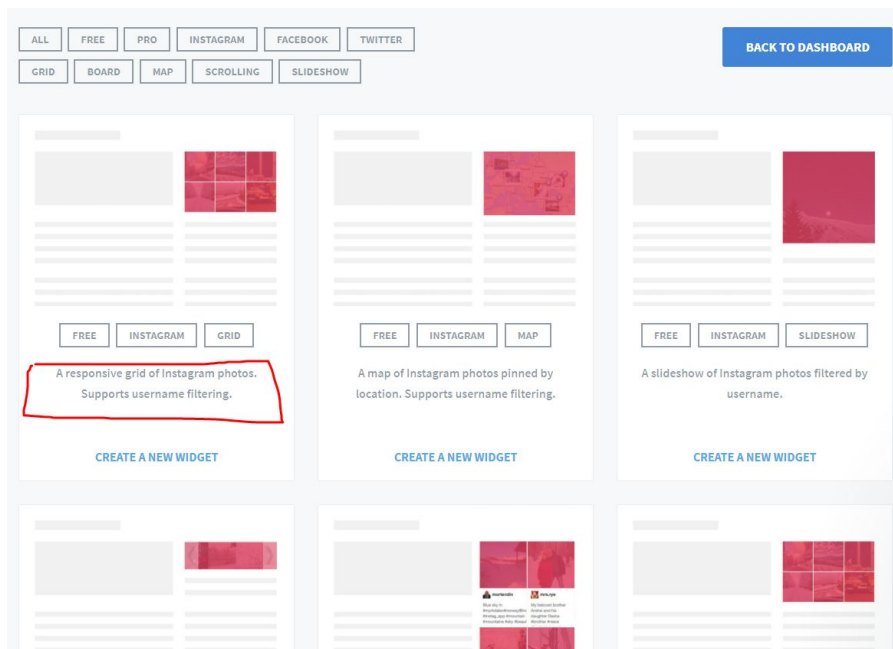 ALL FREE PRO INSTAGRAM FACEBOOK TWITTER
GRID BOARD MAP SCROLLING SLIDESHOW
BACK TO DASHBOARD
FREE INSTAGRAM GRID
A responsive grid of Instagram photos.
Supports username filtering.
CREATE A NEW WIDGET
FREE INSTAGRAM MAP
A map of Instagram photos pinned by
location. Supports username filtering.
CREATE A NEW WIDGET
FREE INSTAGRAM SLIDESHOW
A slideshow of Instagram photos filtered by
username.
CREATE A NEW WIDGET